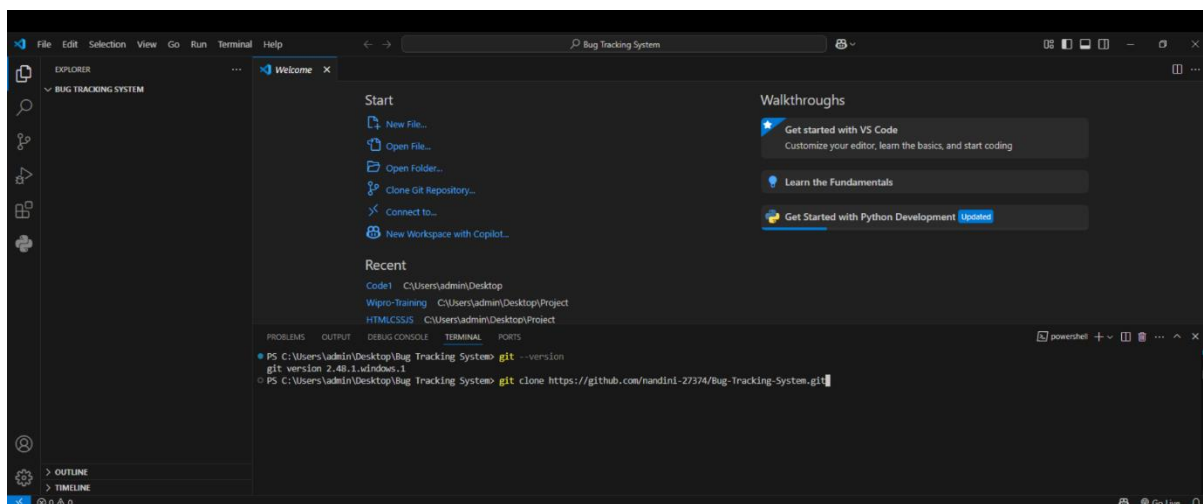 File Edit Selection View Go Run Terminal Help
Bug Tracking System
EXPLORER
BUG TRACKING SYSTEM
OUTLINE
TIMELINE
Welcome
Start
New File...
Open File...
Open Folder...
Clone Git Repository...
Connect to...
New Workspace with Copilot...
Recent
Code1 C:\Users\admin\Desktop
Wipro-Training C:\Users\admin\Desktop\Project
HTMLCSSJS C:\Users\admin\Desktop\Project
Walkthroughs
Get started with VS Code
Customize your editor, learn the basics, and start coding
Learn the Fundamentals
Get Started with Python Development Updated
PROBLEMS OUTPUT DEBUG CONSOLE TERMINAL PORTS
powershell
PS C:\Users\admin\Desktop\Bug Tracking System> git --version
git version 2.48.1.windows.1
PS C:\Users\admin\Desktop\Bug Tracking System> git clone https://github.com/nandini-27374/Bug-Tracking-System.git
0 0
Go Live